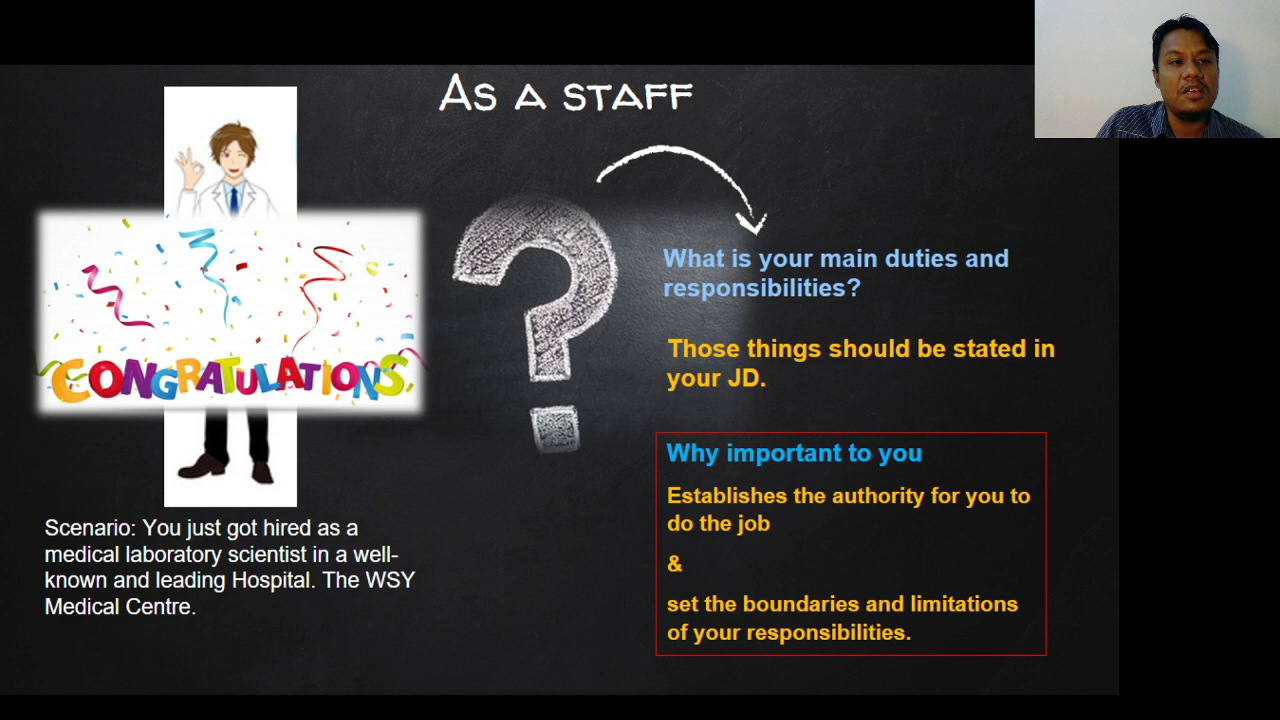 As a staff
CONGRATULATIONS
Scenario: You just got hired as a
medical laboratory scientist in a well-
known and leading Hospital. The WSY
Medical Centre.
What is your main duties and
responsibilities?
Those things should be stated in
your JD.
Why important to you
Establishes the authority for you to
do the job
&
set the boundaries and limitations
of your responsibilities.